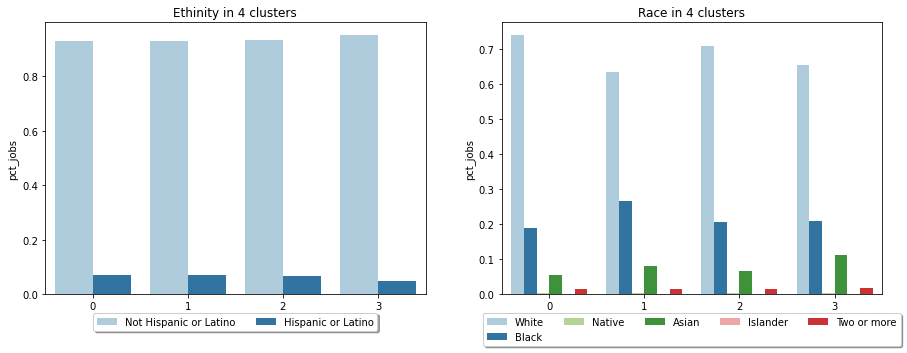 Ethinity in 4 clusters
pct_jobs
0.8
0.6
0.4
0.2
0.0
0 1 2 3
Not Hispanic or Latino Hispanic or Latino
Race in 4 clusters
pct_jobs
0.7
0.6
0.5
0.4
0.3
0.2
0.1
0.0
0 1 2 3
White Native Asian Islander Two or more
Black